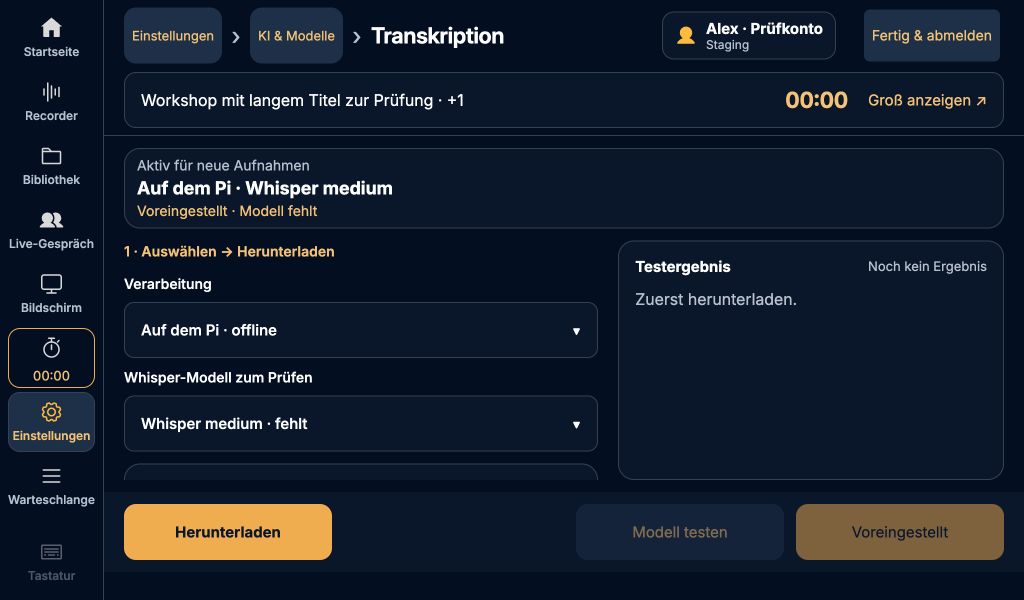 Startseite
Recorder
Bibliothek
Live-Gespräch
Bildschirm
00:00
Einstellungen
Warteschlange
Tastatur
Einstellungen › KI & Modelle › Transkription
Alex · Prüfkonto
Staging
Fertig & abmelden
Workshop mit langem Titel zur Prüfung · +1
00:00
Groß anzeigen ↗
Aktiv für neue Aufnahmen
Auf dem Pi · Whisper medium
Voreingestellt · Modell fehlt
1 · Auswählen → Herunterladen
Verarbeitung
Auf dem Pi · offline ▾
Whisper-Modell zum Prüfen
Whisper medium · fehlt ▾
Testergebnis
Noch kein Ergebnis
Zuerst herunterladen.
Herunterladen
Modell testen
Voreingestellt